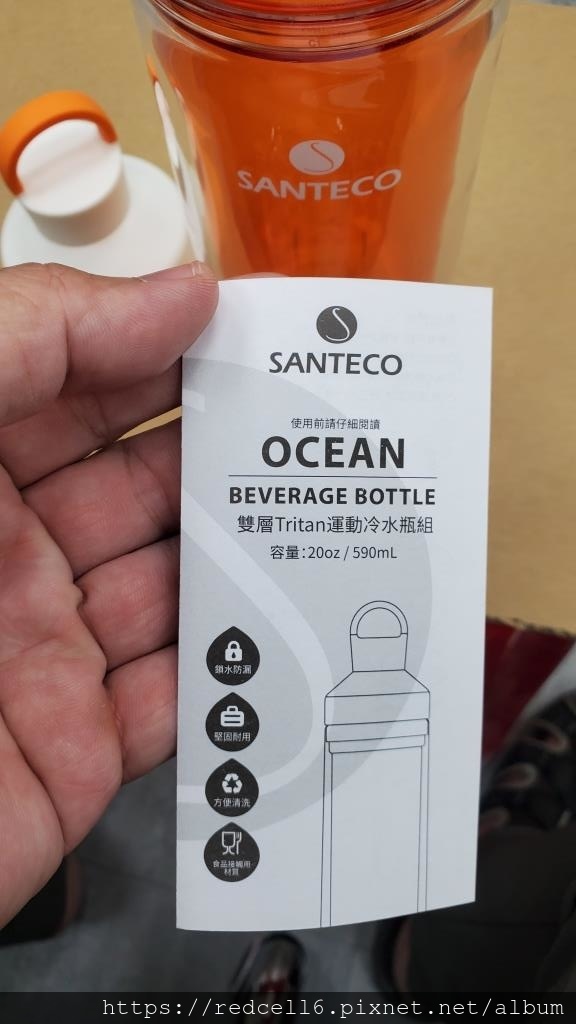 SANTECO
SANTECO
使用前請仔細閱讀
OCEAN
BEVERAGE BOTTLE
雙層Tritan運動冷水瓶組
容量:20oz / 590mL
鎖水防漏
堅固耐用
方便清洗
食品接觸用
材質
https://redcell6.pixnet.net/album